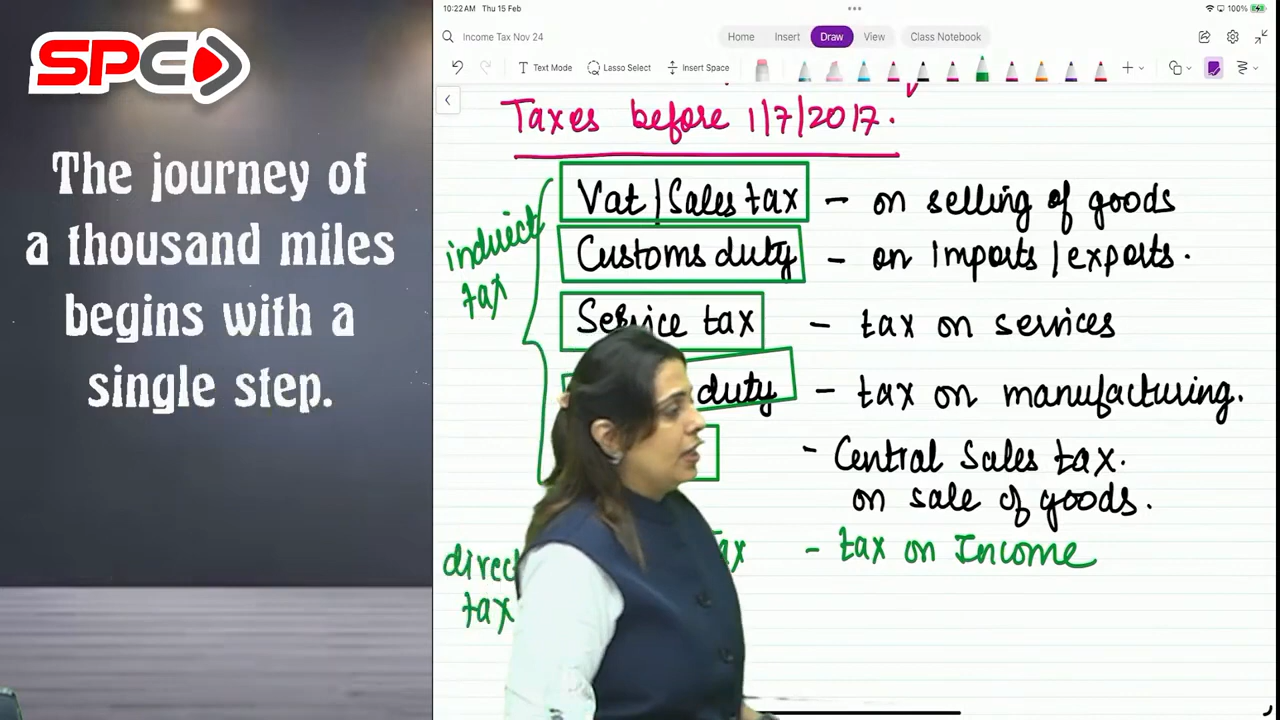 SPED
The journey of
a thousand miles
begins with a
single step.
10:22 AM Thu 15 Feb
100%
Income Tax Nov 24
Home Insert Draw View Class Notebook
Text Mode Lasso Select Insert Space
Taxes before 1/7/2017.
indirect
tax
Vat | Sales tax - on selling of goods
Customs duty - on Imports / exports.
Service tax - tax on services
duty - tax on manufacturing.
- Central Sales tax.
on sale of goods.
direct
tax
- tax on Income